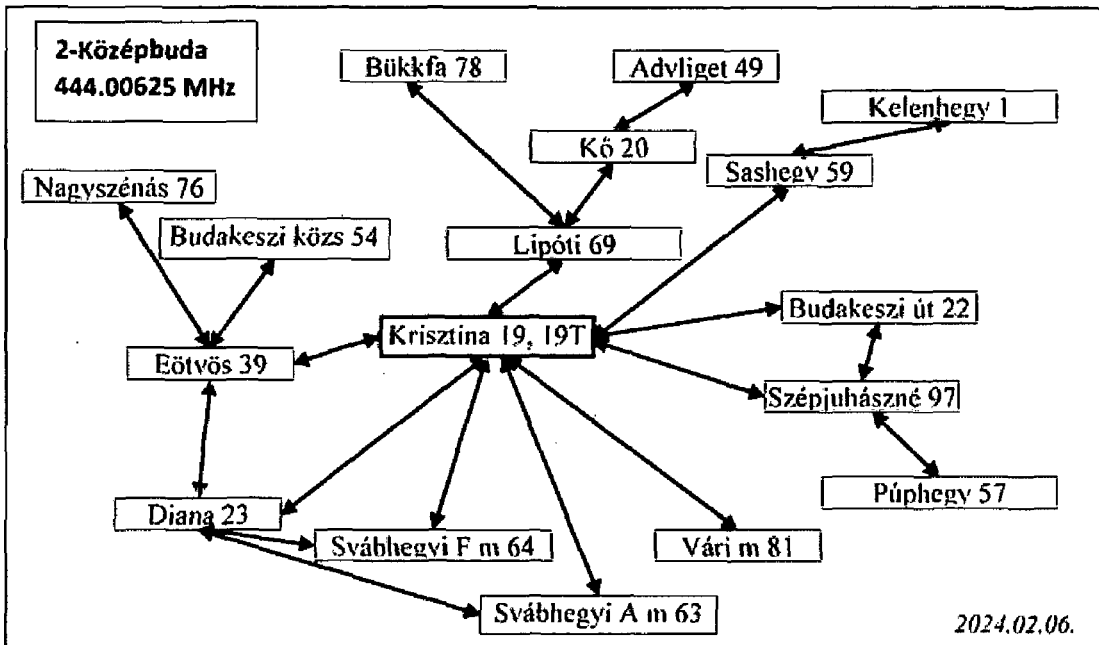 2-Középbuda
444.00625 MHz
Bükkfa 78
Advliget 49
Kelenhegy 1
Kő 20
Sashegy 59
Nagyszénás 76
Budakeszi közs 54
Lipóti 69
Budakeszi út 22
Krisztina 19, 19T
Eötvös 39
Szépjuhászné 97
Púphegy 57
Diana 23
Svábhegyi F m 64
Vári m 81
Svábhegyi A m 63
2024.02.06.